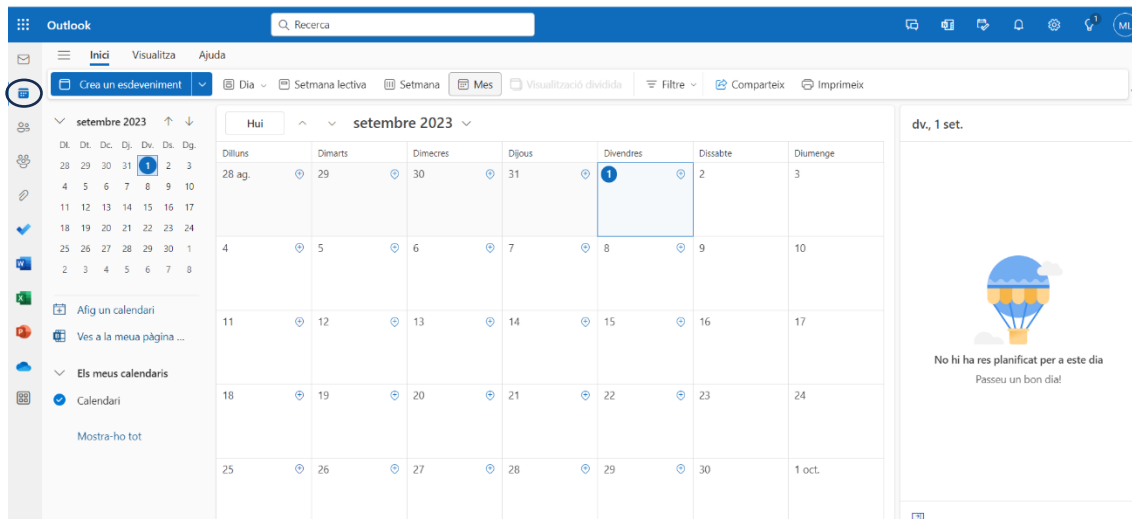 Outlook
Recerca
1
ML
Inici Visualitza Ajuda
Crea un esdeveniment Dia Setmana lectiva Setmana Mes Visualització dividida Filtre Comparteix Imprimeix
setembre 2023
Dl. Dt. Dc. Dj. Dv. Ds. Dg.
28 29 30 31 1 2 3
4 5 6 7 8 9 10
11 12 13 14 15 16 17
18 19 20 21 22 23 24
25 26 27 28 29 30 1
2 3 4 5 6 7 8
Afig un calendari
Ves a la meua pàgina ...
Els meus calendaris
Calendari
Mostra-ho tot
Hui setembre 2023
Dilluns Dimarts Dimecres Dijous Divendres Dissabte Diumenge
28 ag. 29 30 31 1 2 3
4 5 6 7 8 9 10
11 12 13 14 15 16 17
18 19 20 21 22 23 24
25 26 27 28 29 30 1 oct.
dv., 1 set.
No hi ha res planificat per a este dia
Passeu un bon dia!